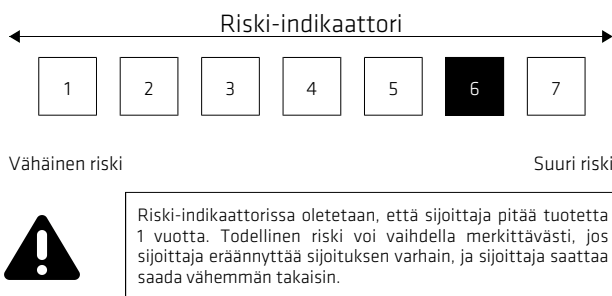 Riski-indikaattori
1 2 3 4 5 6 7
Vähäinen riski Suuri riski
Riski-indikaattorissa oletetaan, että sijoittaja pitää tuotetta
1 vuotta. Todellinen riski voi vaihdella merkittävästi, jos
sijoittaja eräännyttää sijoituksen varhain, ja sijoittaja saattaa
saada vähemmän takaisin.